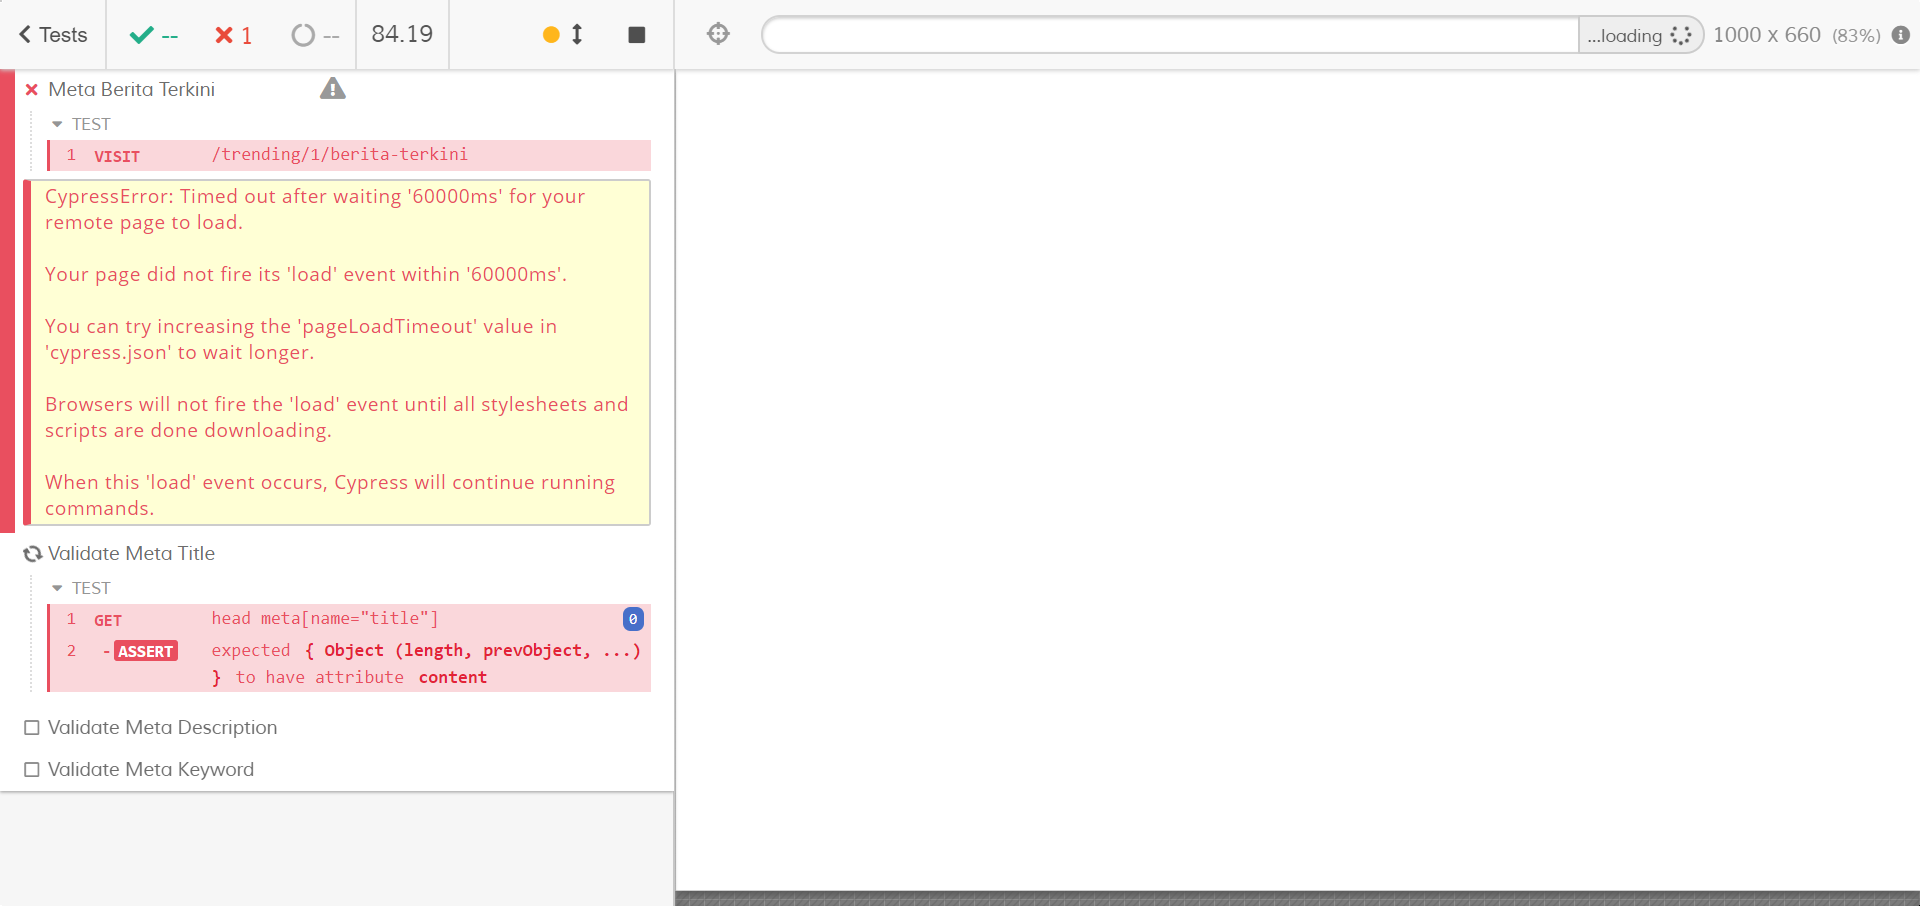 Tests
--
1
--
84.19
...loading
1000 x 660 (83%)
Meta Berita Terkini
TEST
1 VISIT /trending/1/berita-terkini
CypressError: Timed out after waiting '60000ms' for your
remote page to load.
Your page did not fire its 'load' event within '60000ms'.
You can try increasing the 'pageLoadTimeout' value in
'cypress.json' to wait longer.
Browsers will not fire the 'load' event until all stylesheets and
scripts are done downloading.
When this 'load' event occurs, Cypress will continue running
commands.
Validate Meta Title
TEST
1 GET head meta[name="title"] 0
2 -ASSERT expected { Object (length, prevObject, ...)
} to have attribute content
Validate Meta Description
Validate Meta Keyword